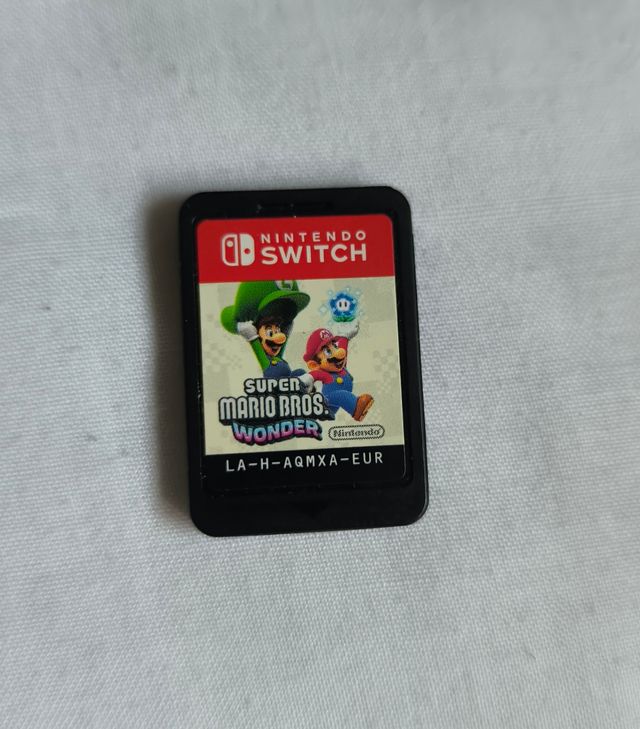 NINTENDO
SWITCH
L
M
SUPER
MARIO BROS.
WONDER
Nintendo
LA-H-AQMXA-EUR